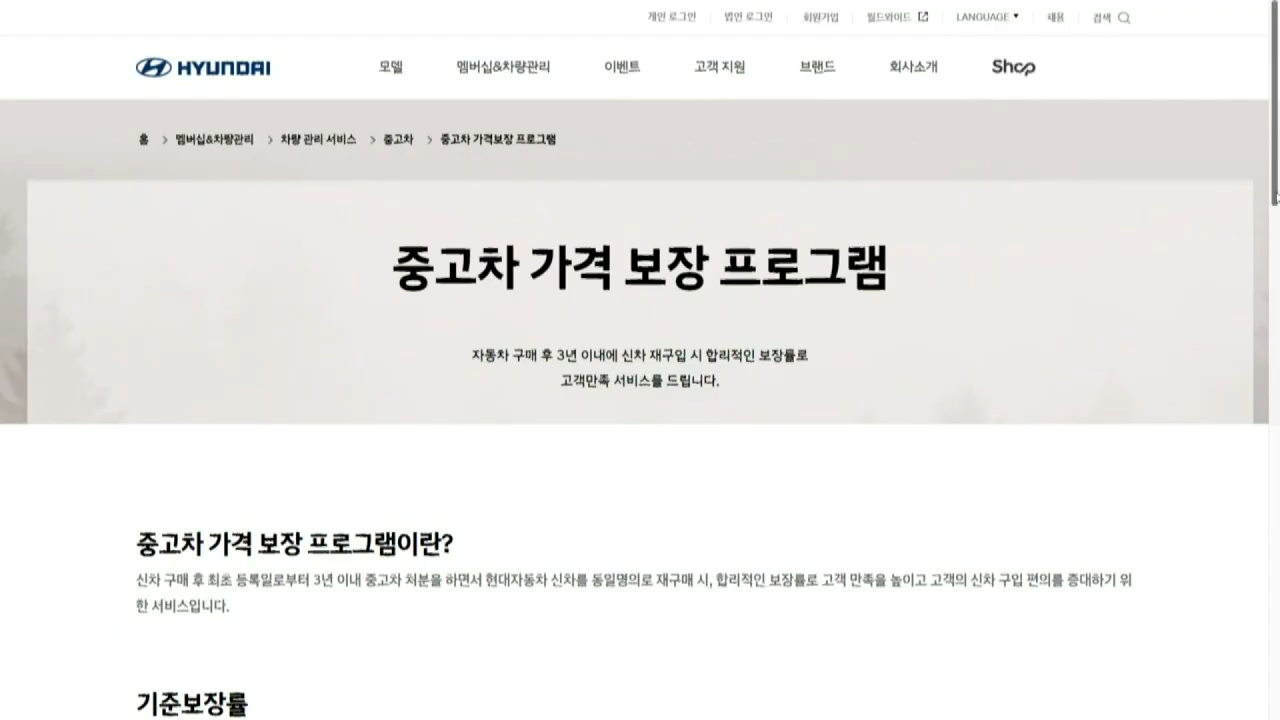 개인 로그인 법인 로그인 회원가입 월드와이드 LANGUAGE 채용 검색
HYUNDAI 모델 멤버십&차량관리 이벤트 고객 지원 브랜드 회사소개 Shop
홈 > 멤버십&차량관리 > 차량 관리 서비스 > 중고차 > 중고차 가격보장 프로그램
중고차 가격 보장 프로그램
자동차 구매 후 3년 이내에 신차 재구입 시 합리적인 보장률로
고객만족 서비스를 드립니다.
중고차 가격 보장 프로그램이란?
신차 구매 후 최초 등록일로부터 3년 이내 중고차 처분을 하면서 현대자동차 신차를 동일명의로 재구매 시, 합리적인 보장률로 고객 만족을 높이고 고객의 신차 구입 편의를 증대하기 위
한 서비스입니다.
기준보장률